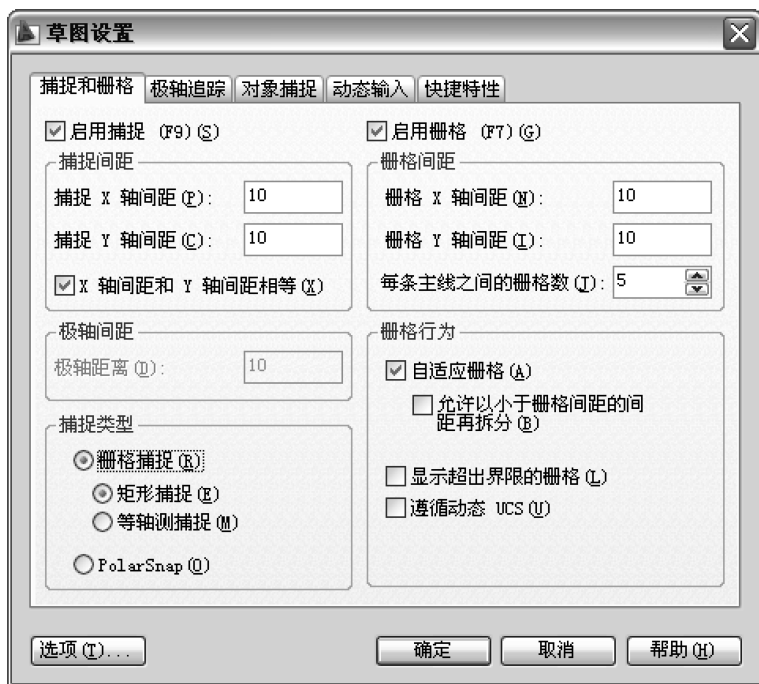 草图设置
捕捉和栅格 极轴追踪 对象捕捉 动态输入 快捷特性
启用捕捉 (F9)(S)
捕捉间距
捕捉 X 轴间距(P): 10
捕捉 Y 轴间距(C): 10
X 轴间距和 Y 轴间距相等(X)
极轴间距
极轴距离(D): 10
捕捉类型
栅格捕捉(R)
矩形捕捉(E)
等轴测捕捉(M)
PolarSnap(O)
启用栅格 (F7)(G)
栅格间距
栅格 X 轴间距(N): 10
栅格 Y 轴间距(I): 10
每条主线之间的栅格数(J): 5
栅格行为
自适应栅格(A)
允许以小于栅格间距的间
距再拆分(B)
显示超出界限的栅格(L)
遵循动态 UCS(U)
选项(T)... 确定 取消 帮助(H)